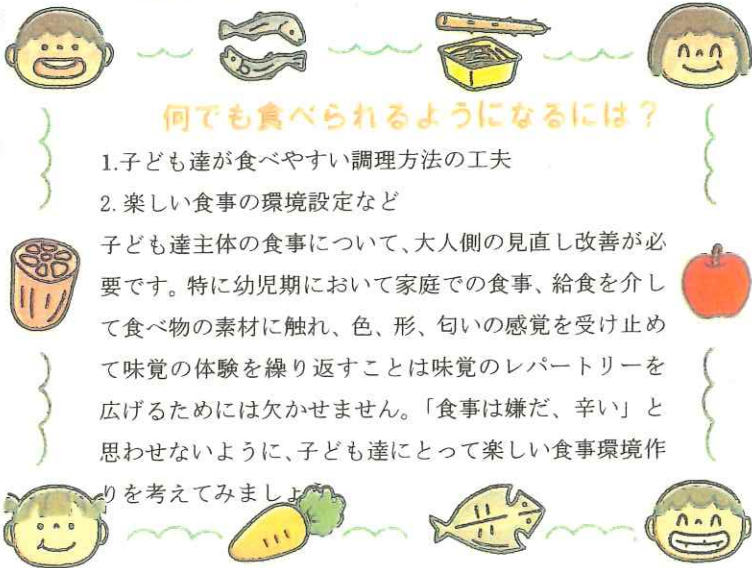 何でも食べられるようになるには？
1.子ども達が食べやすい調理方法の工夫
2. 楽しい食事の環境設定など
子ども達主体の食事について、大人側の見直し改善が必
要です。特に幼児期において家庭での食事、給食を介し
て食べ物の素材に触れ、色、形、匂いの感覚を受け止め
て味覚の体験を繰り返すことは味覚のレパートリーを
広げるためには欠かせません。「食事は嫌だ、辛い」と
思わせないように、子ども達にとって楽しい食事環境作
りを考えてみましょ